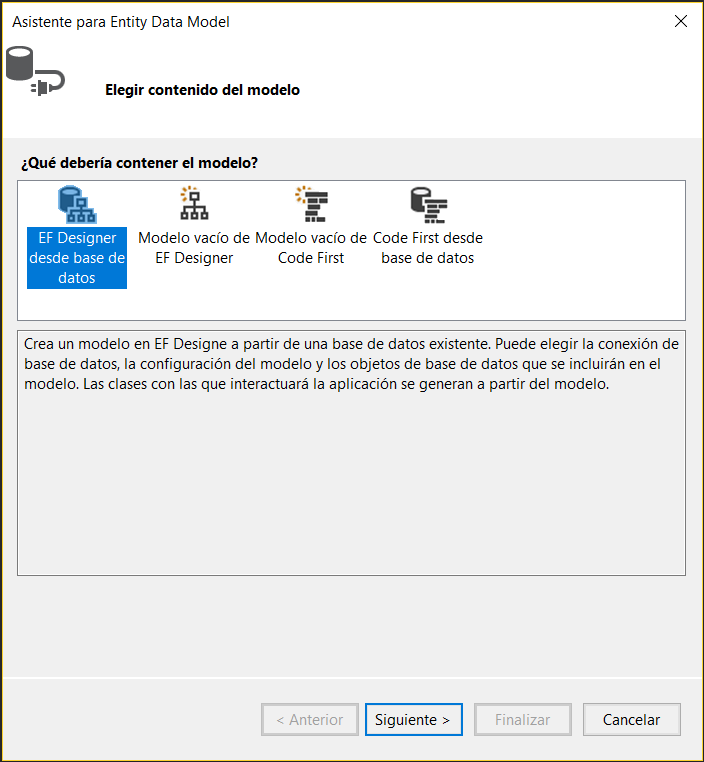 Asistente para Entity Data Model
Elegir contenido del modelo
¿Qué debería contener el modelo?
EF Designer
desde base de
datos
Modelo vacío de
EF Designer
Modelo vacío de
Code First
Code First desde
base de datos
Crea un modelo en EF Designe a partir de una base de datos existente. Puede elegir la conexión de
base de datos, la configuración del modelo y los objetos de base de datos que se incluirán en el
modelo. Las clases con las que interactuará la aplicación se generan a partir del modelo.
< Anterior
Siguiente >
Finalizar
Cancelar